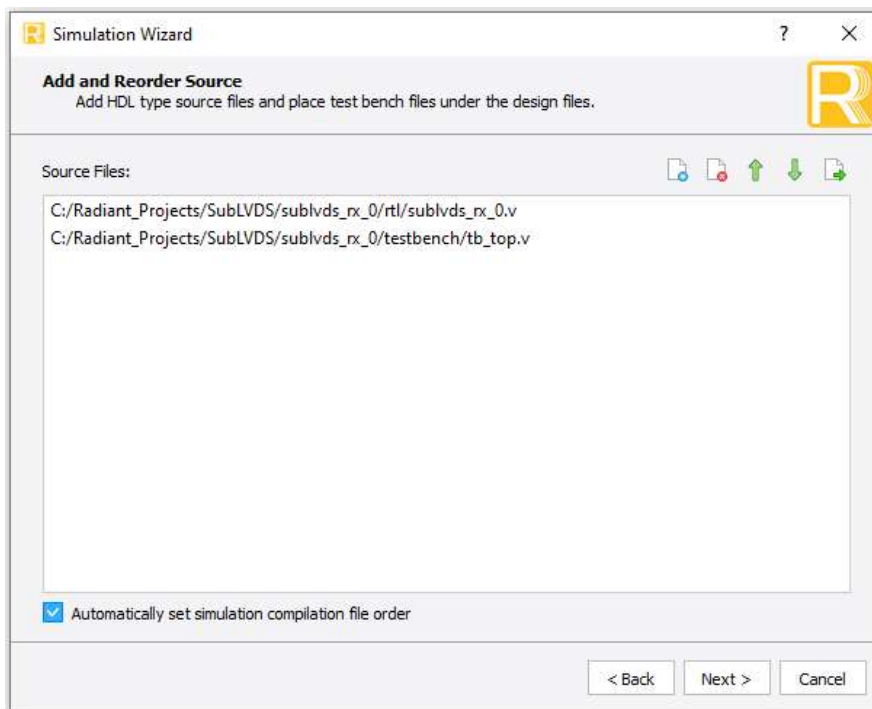 Simulation Wizard
? X
Add and Reorder Source
Add HDL type source files and place test bench files under the design files.
Source Files:
C:/Radiant_Projects/SubLVDS/sublvds_rx_0/rtl/sublvds_rx_0.v
C:/Radiant_Projects/SubLVDS/sublvds_rx_0/testbench/tb_top.v
Automatically set simulation compilation file order
< Back Next > Cancel